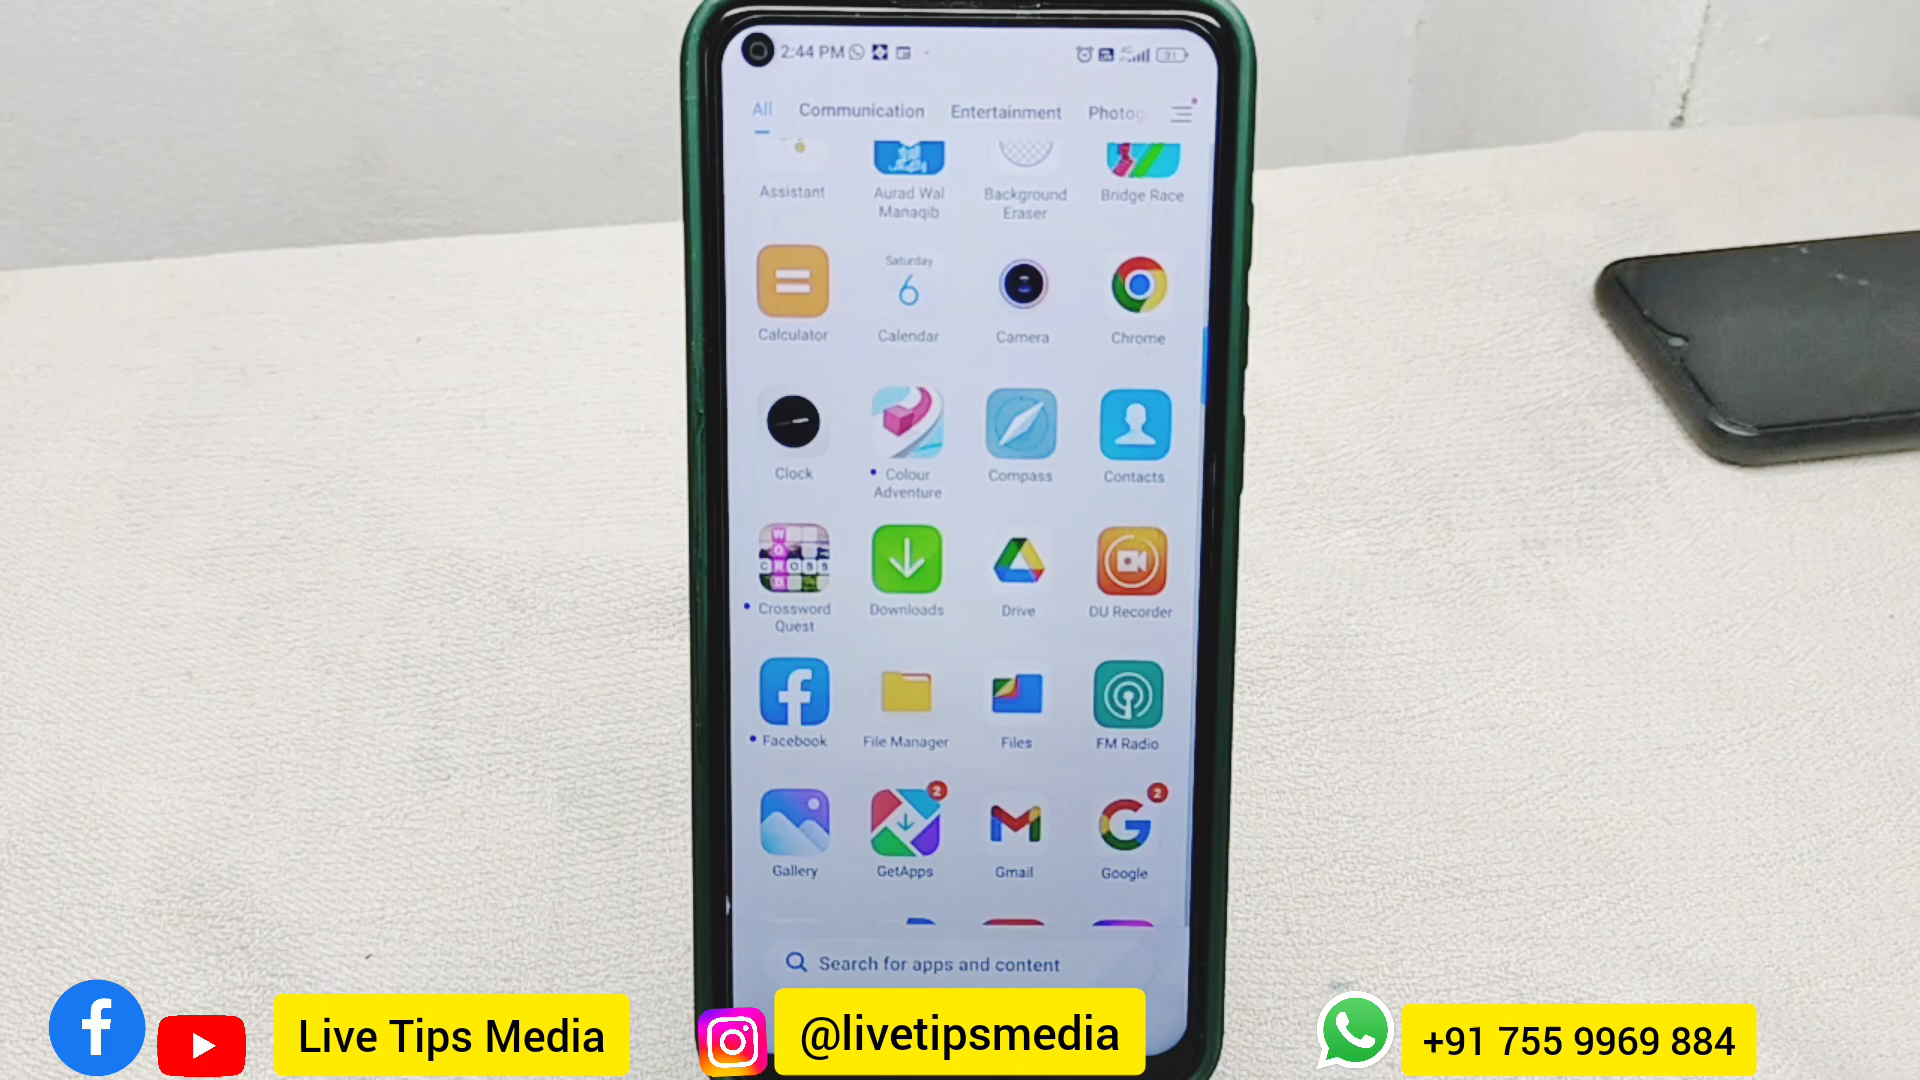 2:44 PM
31
All Communication Entertainment Photog
Assistant
Aurad Wal
Manaqib
Background
Eraser
Bridge Race
Saturday
6
Calculator
Calendar
Camera
Chrome
Clock
Colour
Adventure
Compass
Contacts
W
O
CROSS
D
Crossword
Quest
Downloads
Drive
DU Recorder
Facebook
File Manager
Files
FM Radio
2
2
Gallery
GetApps
Gmail
Google
Search for apps and content
Live Tips Media
@livetipsmedia
+91 755 9969 884